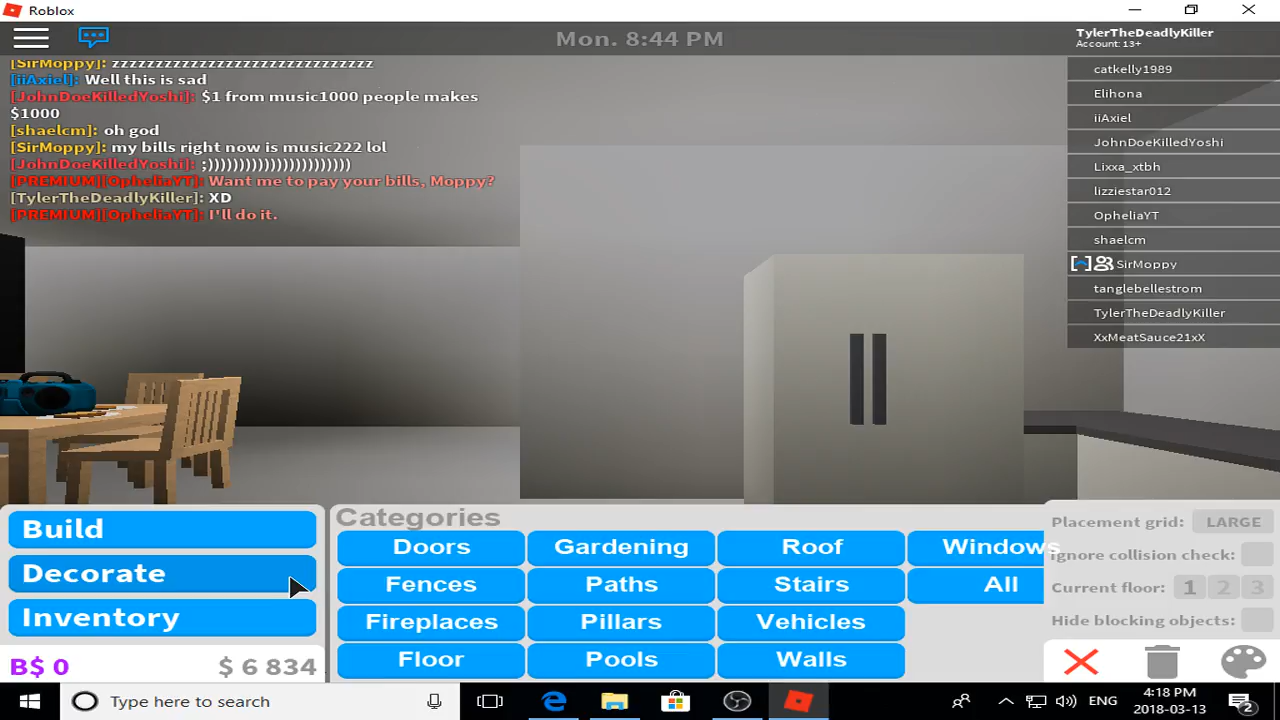 Roblox
Mon. 8:44 PM
TylerTheDeadlyKiller
Account: 13+
[SirMoppy]: zzzzzzzzzzzzzzzzzzzzzzzzzzzzz
[iiAxiel]: Well this is sad
[JohnDoeKilledYoshi]: $1 from music1000 people makes
$1000
[shaelcm]: oh god
[SirMoppy]: my bills right now is music222 lol
[JohnDoeKilledYoshi]: ;))))))))))))))))))))))))
[PREMIUM][OpheliaYT]: Want me to pay your bills, Moppy?
[TylerTheDeadlyKiller]: XD
[PREMIUM][OpheliaYT]: I'll do it.
catkelly1989
Elihona
iiAxiel
JohnDoeKilledYoshi
Lixxa_xtbh
lizziestar012
OpheliaYT
shaelcm
SirMoppy
tanglebellestrom
TylerTheDeadlyKiller
XxMeatSauce21xX
Build
Decorate
Inventory
B$ 0 $ 6 834
Categories
Doors Gardening Roof Windows
Fences Paths Stairs All
Fireplaces Pillars Vehicles
Floor Pools Walls
Placement grid: LARGE
Ignore collision check:
Current floor: 1 2 3
Hide blocking objects:
Type here to search
ENG
4:18 PM
2018-03-13
2